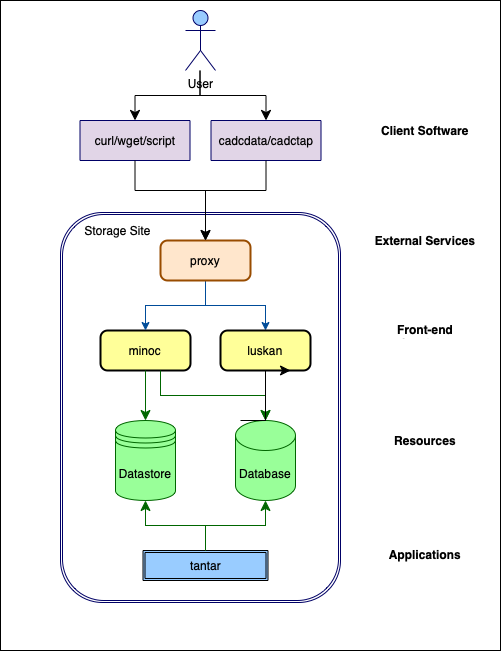 User
curl/wget/script
cadcdata/cadctap
Client Software
Storage Site
External Services
proxy
Front-end
minoc
luskan
Resources
Datastore
Database
Applications
tantar